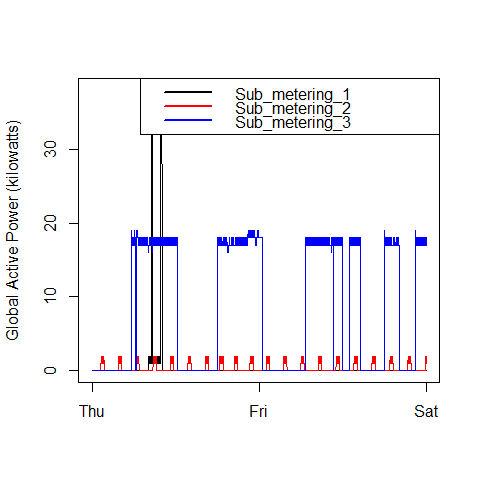 Sub_metering_1
Sub_metering_2
Sub_metering_3
Global Active Power (kilowatts)
30
20
10
0
Thu Fri Sat